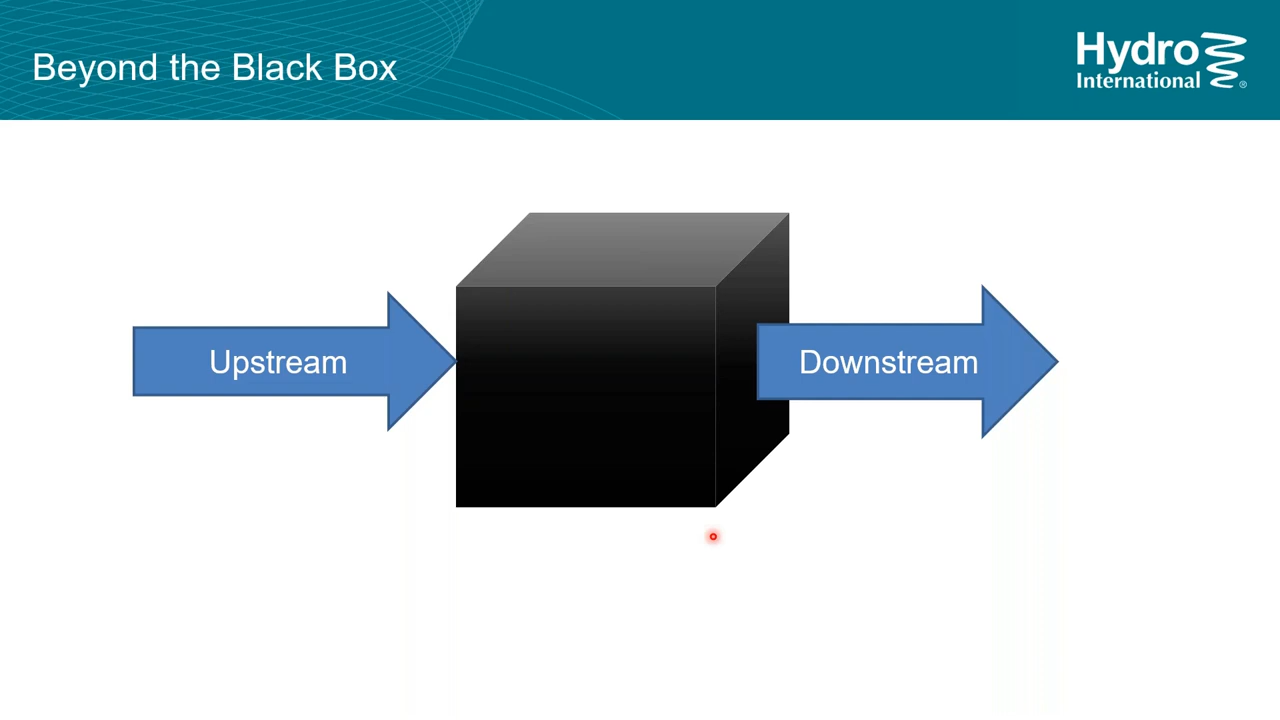 Beyond the Black Box
Hydro
International
®
Upstream
Downstream